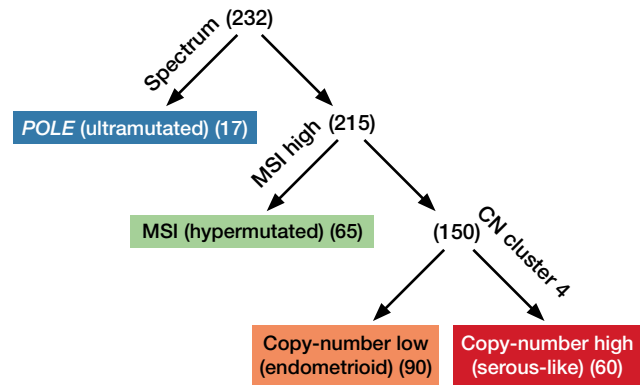 (232)
Spectrum
POLE (ultramutated) (17)
(215)
MSI high
MSI (hypermutated) (65)
(150)
CN cluster 4
Copy-number low
(endometrioid) (90)
Copy-number high
(serous-like) (60)